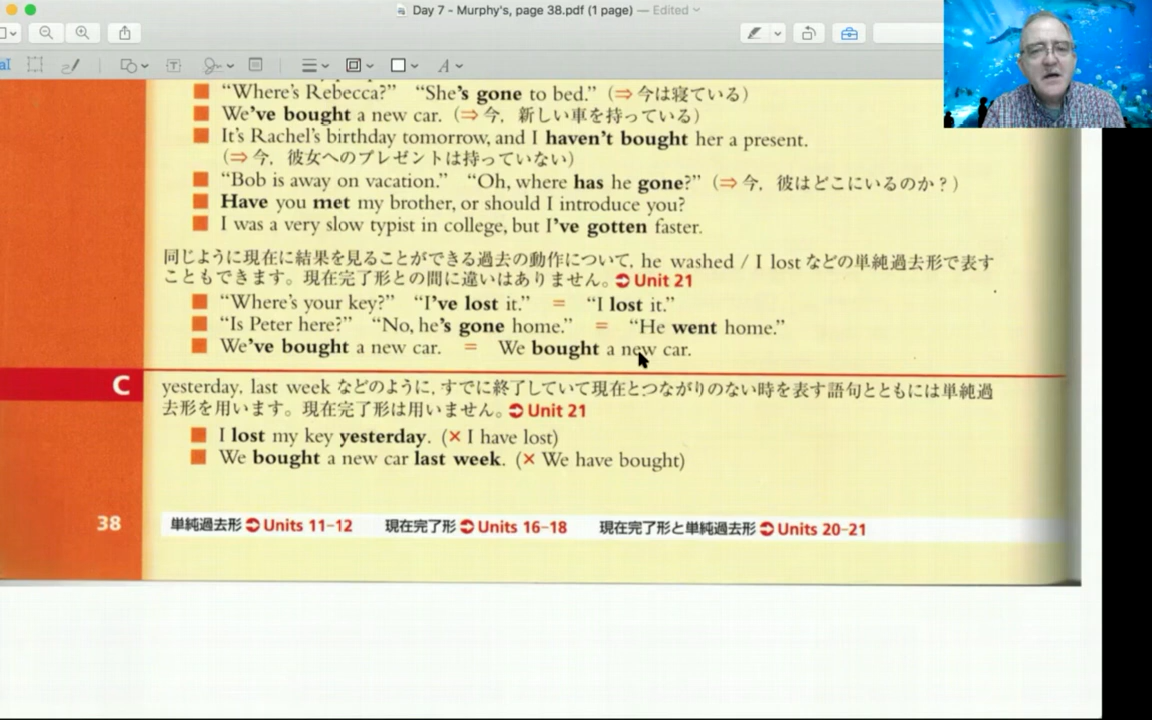 Day 7 - Murphy's, page 38.pdf (1 page) — Edited
"Where's Rebecca?" "She's gone to bed." (⇒今は寝ている)
We've bought a new car. (⇒今，新しい車を持っている)
It's Rachel's birthday tomorrow, and I haven't bought her a present.
(⇒今，彼女へのプレゼントは持っていない)
"Bob is away on vacation." "Oh, where has he gone?" (⇒今，彼はどこにいるのか？)
Have you met my brother, or should I introduce you?
I was a very slow typist in college, but I've gotten faster.
同じように現在に結果を見ることができる過去の動作について，he washed / I lost などの単純過去形で表す
こともできます。現在完了形との間に違いはありません。 Unit 21
"Where's your key?" "I've lost it." = "I lost it."
"Is Peter here?" "No, he's gone home." = "He went home."
We've bought a new car. = We bought a new car.
C
yesterday, last week などのように，すでに終了していて現在とつながりのない時を表す語句とともには単純過
去形を用います。現在完了形は用いません。 Unit 21
I lost my key yesterday. (× I have lost)
We bought a new car last week. (× We have bought)
38
単純過去形 Units 11–12 現在完了形 Units 16–18 現在完了形と単純過去形 Units 20–21